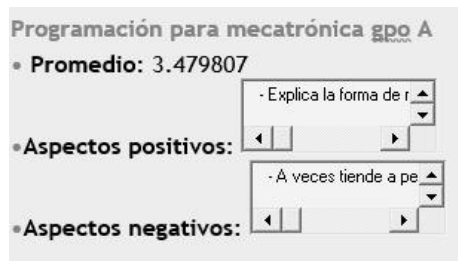 Programación para mecatrónica gpo A
• Promedio: 3.479807
- Explica la forma de
•Aspectos positivos:
- A veces tiende a pe
•Aspectos negativos: